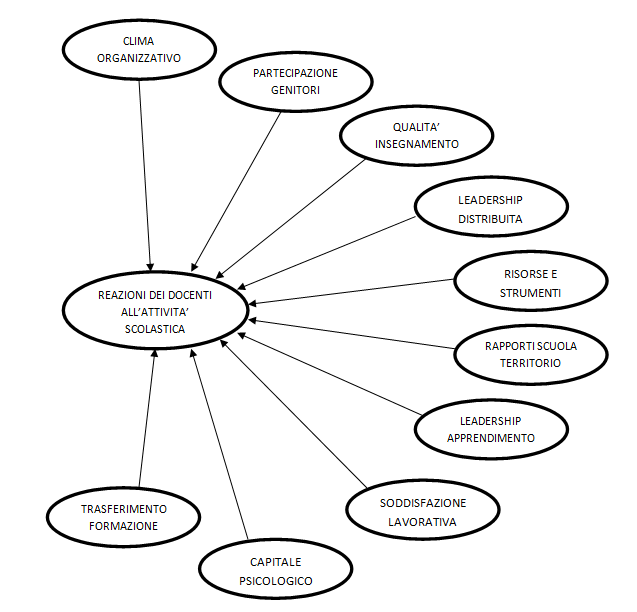 CLIMA
ORGANIZZATIVO
PARTECIPAZIONE
GENITORI
QUALITA'
INSEGNAMENTO
LEADERSHIP
DISTRIBUITA
RISORSE E
STRUMENTI
REAZIONI DEI DOCENTI
ALL'ATTIVITA'
SCOLASTICA
RAPPORTI SCUOLA
TERRITORIO
LEADERSHIP
APPRENDIMENTO
SODDISFAZIONE
LAVORATIVA
TRASFERIMENTO
FORMAZIONE
CAPITALE
PSICOLOGICO